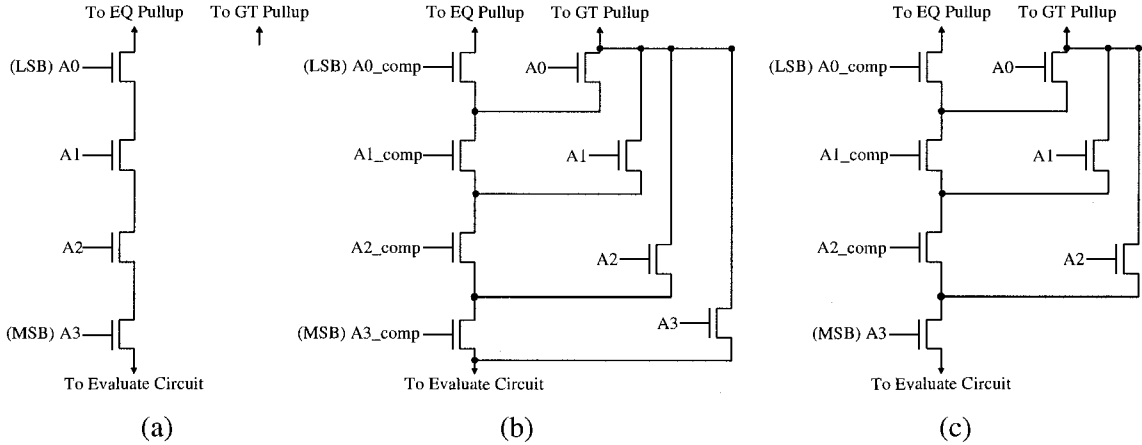 To EQ Pullup To GT Pullup
(LSB) A0
A1
A2
(MSB) A3
To Evaluate Circuit
(a)
To EQ Pullup To GT Pullup
(LSB) A0_comp
A0
A1_comp
A1
A2_comp
A2
(MSB) A3_comp
A3
To Evaluate Circuit
(b)
To EQ Pullup To GT Pullup
(LSB) A0_comp
A0
A1_comp
A1
A2_comp
A2
(MSB) A3
To Evaluate Circuit
(c)